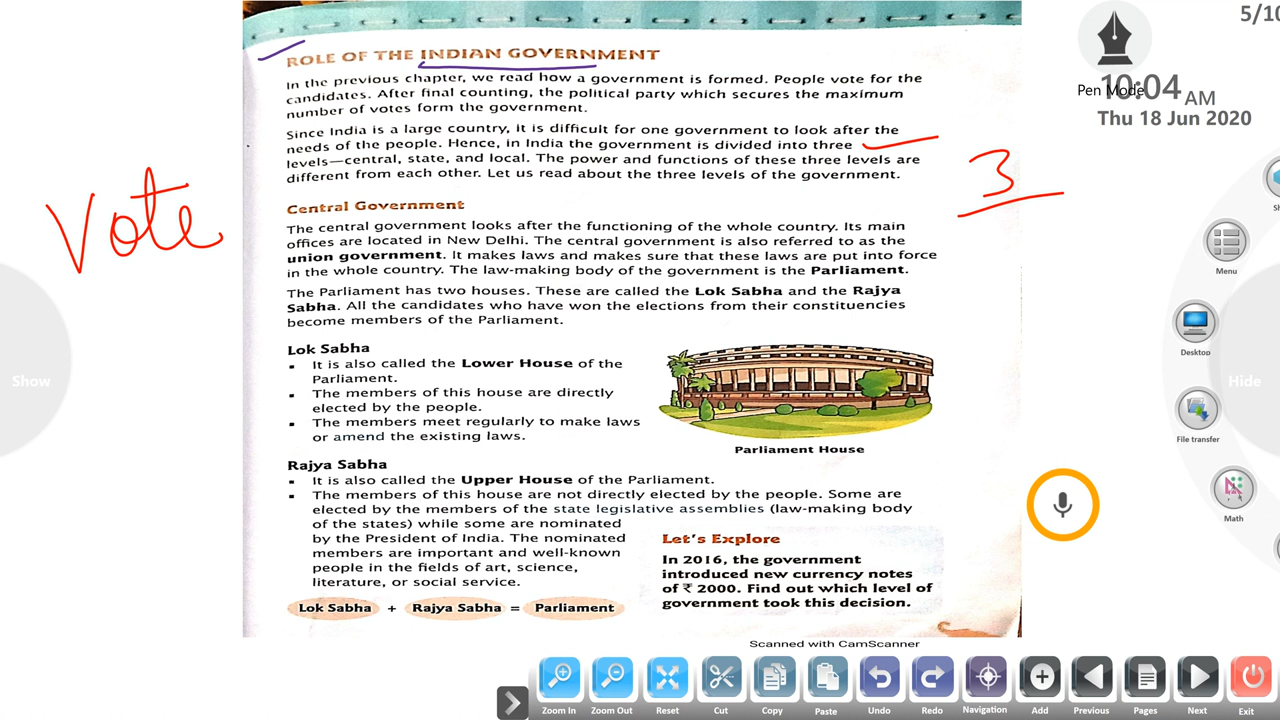 ROLE OF THE INDIAN GOVERNMENT
In the previous chapter, we read how a government is formed. People vote for the
candidates. After final counting, the political party which secures the maximum
number of votes form the government.
Since India is a large country, it is difficult for one government to look after the
needs of the people. Hence, in India the government is divided into three
levels—central, state, and local. The power and functions of these three levels are
different from each other. Let us read about the three levels of the government.
Vote
3
Central Government
The central government looks after the functioning of the whole country. Its main
offices are located in New Delhi. The central government is also referred to as the
union government. It makes laws and makes sure that these laws are put into force
in the whole country. The law-making body of the government is the Parliament.
The Parliament has two houses. These are called the Lok Sabha and the Rajya
Sabha. All the candidates who have won the elections from their constituencies
become members of the Parliament.
Lok Sabha
▪ It is also called the Lower House of the
Parliament.
▪ The members of this house are directly
elected by the people.
▪ The members meet regularly to make laws
or amend the existing laws.
Parliament House
Rajya Sabha
▪ It is also called the Upper House of the Parliament.
▪ The members of this house are not directly elected by the people. Some are
elected by the members of the state legislative assemblies (law-making body
of the states) while some are nominated
by the President of India. The nominated
members are important and well-known
people in the fields of art, science,
literature, or social service.
Lok Sabha + Rajya Sabha = Parliament
Let's Explore
In 2016, the government
introduced new currency notes
of ₹ 2000. Find out which level of
government took this decision.
Scanned with CamScanner
5/10
10:04 AM
Pen Mode
Thu 18 Jun 2020
Show
Hide
Menu
Desktop
File transfer
Math
Zoom In
Zoom Out
Reset
Cut
Copy
Paste
Undo
Redo
Navigation
Add
Previous
Pages
Next
Exit